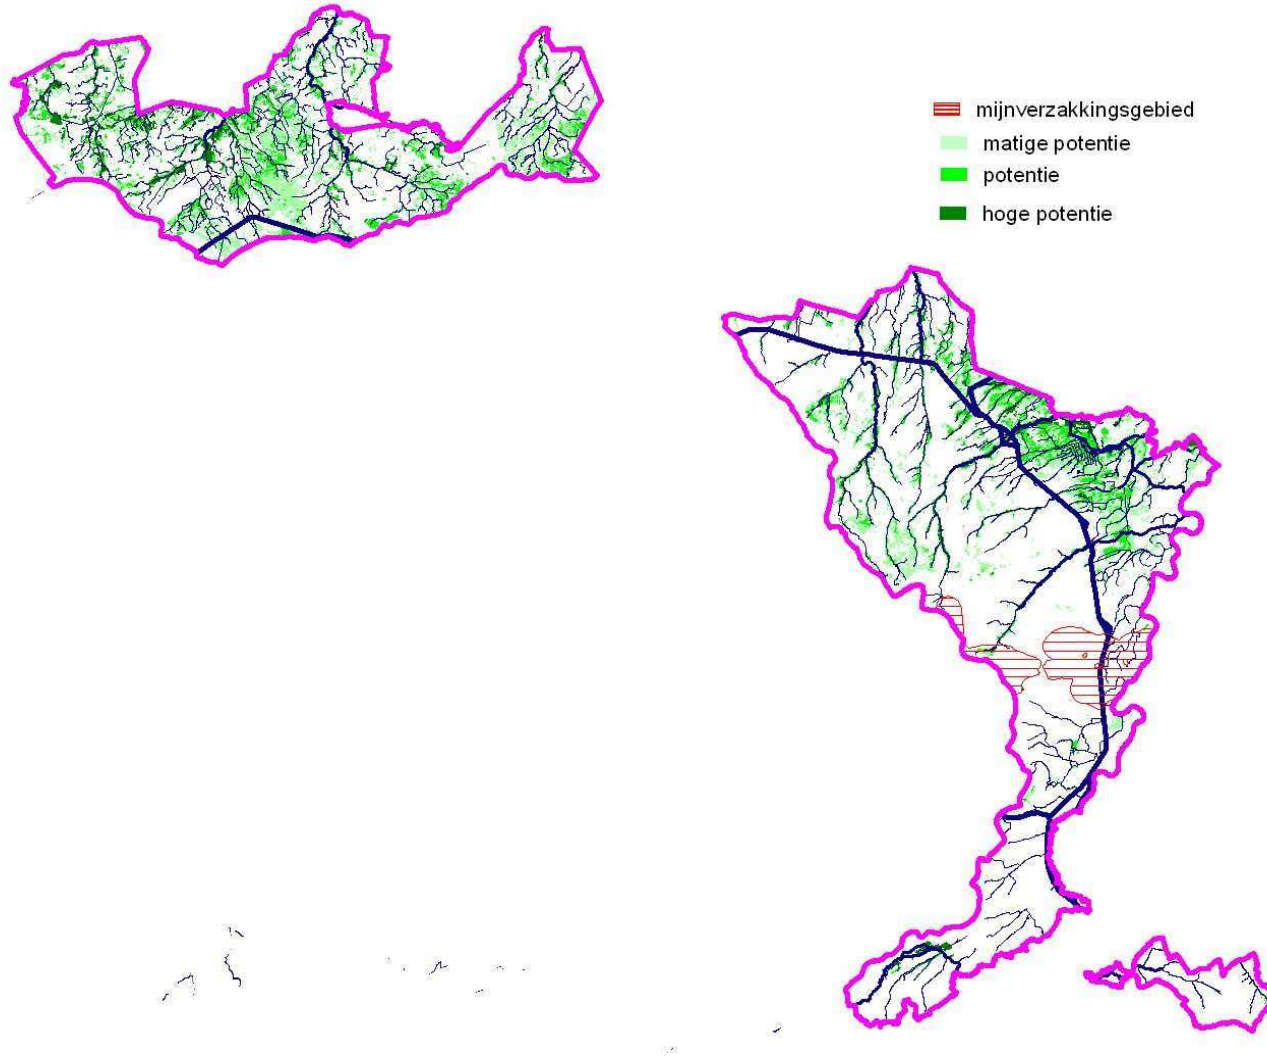 mijnverzakkingsgebied
matige potentie
potentie
hoge potentie